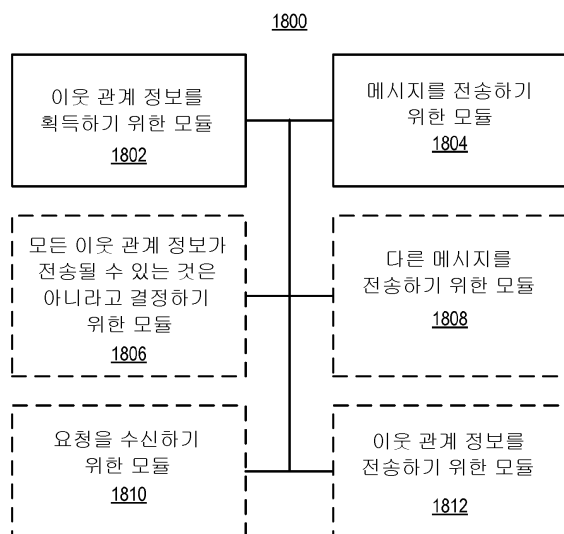 1800
이웃 관계 정보를
획득하기 위한 모듈
1802
메시지를 전송하기
위한 모듈
1804
모든 이웃 관계 정보가
전송될 수 있는 것은
아니라고 결정하기
위한 모듈
1806
다른 메시지를
전송하기 위한 모듈
1808
요청을 수신하기
위한 모듈
1810
이웃 관계 정보를
전송하기 위한 모듈
1812